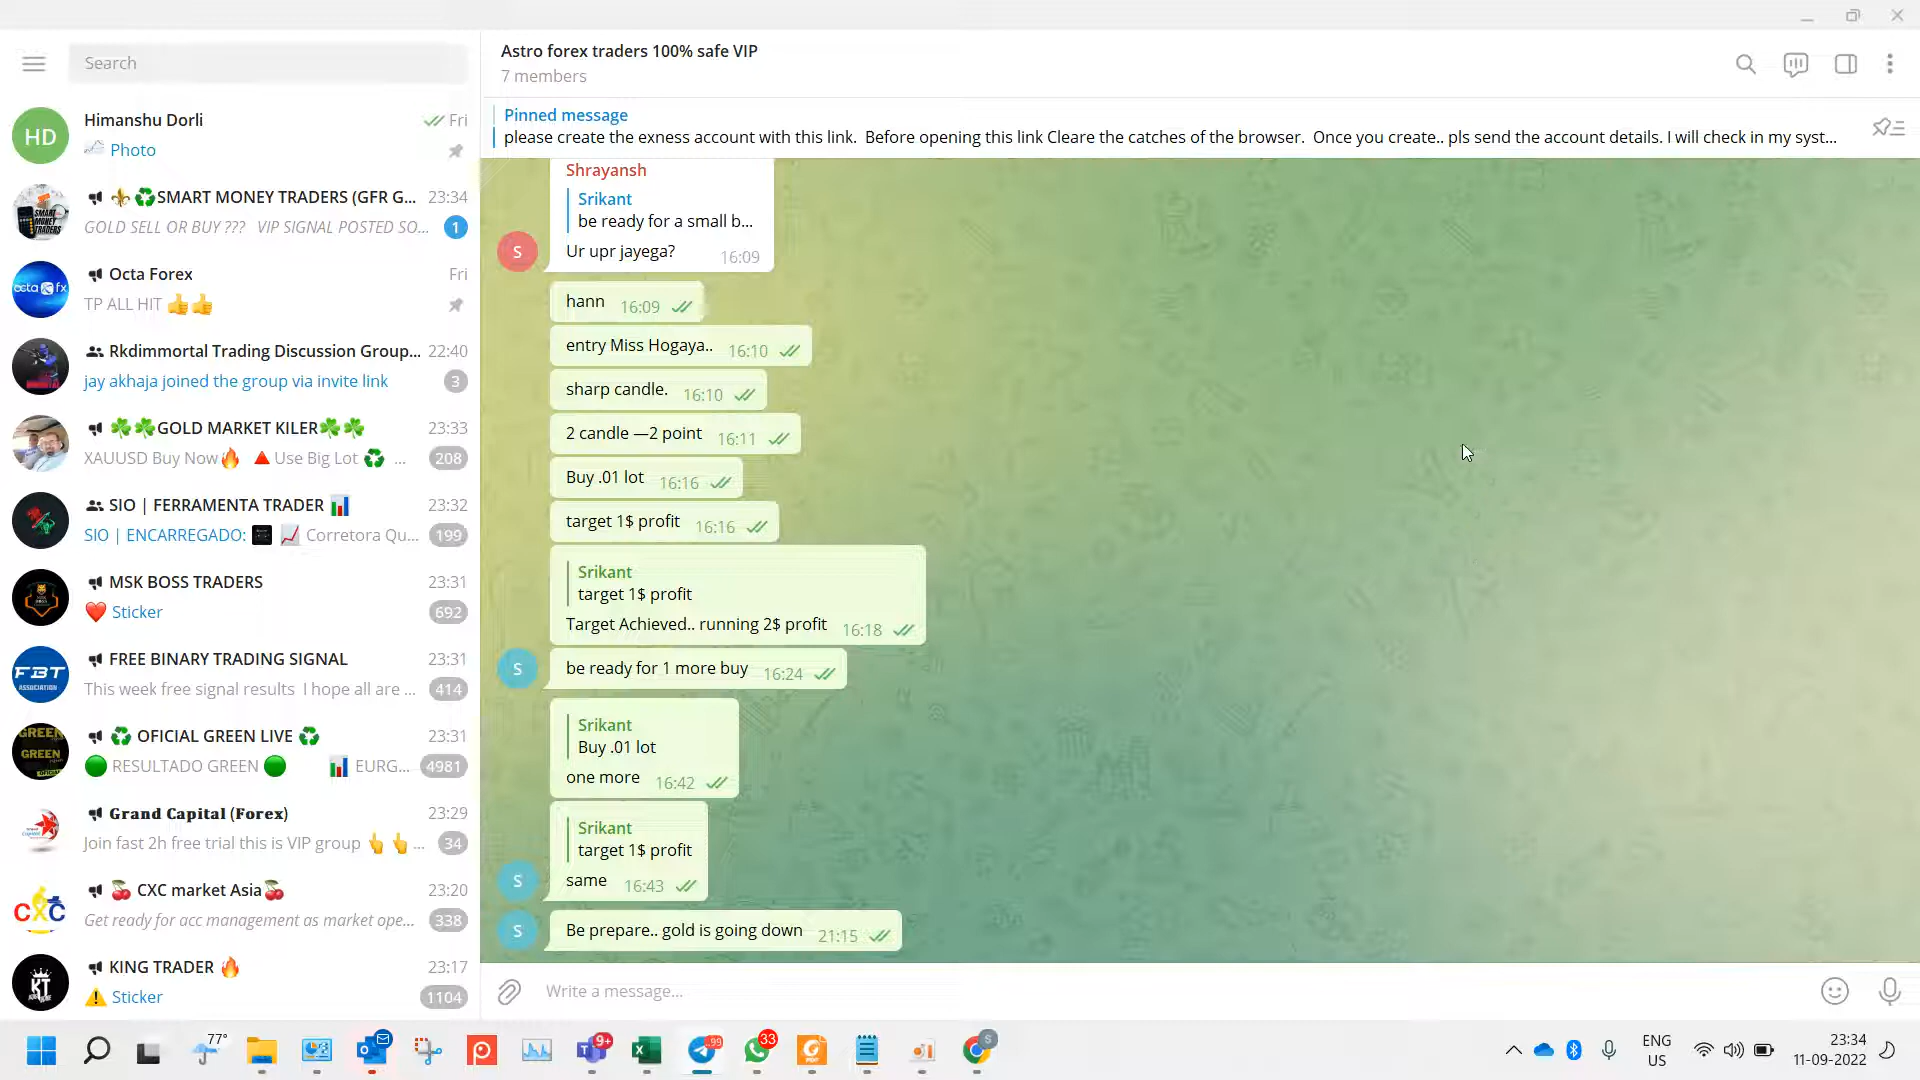 Search
HD
Himanshu Dorli
Fri
Photo
SMART MONEY TRADERS (GFR G...
23:34
GOLD SELL OR BUY ??? VIP SIGNAL POSTED SO...
1
Octa Forex
Fri
TP ALL HIT 👍👍
Rkdimmortal Trading Discussion Group...
22:40
jay akhaja joined the group via invite link
3
☘☘GOLD MARKET KILER☘☘
23:33
XAUUSD Buy Now🔥 🔺Use Big Lot ♻ ...
208
SIO | FERRAMENTA TRADER 📊
23:32
SIO | ENCARREGADO: 📈 Corretora Qu...
199
MSK BOSS TRADERS
23:31
❤ Sticker
692
FBT
ASSOCIATION
FREE BINARY TRADING SIGNAL
23:31
This week free signal results I hope all are ...
414
GREEN
♻ OFICIAL GREEN LIVE ♻
23:31
🟢 RESULTADO GREEN 🟢 📊 EURG...
4981
Grand Capital (Forex)
23:29
Join fast 2h free trial this is VIP group 👆👆...
34
CXC
🍒 CXC market Asia🍒
23:20
Get ready for acc management as market ope...
338
KT
KING TRADER 🔥
23:17
⚠ Sticker
1104
Astro forex traders 100% safe VIP
7 members
Pinned message
please create the exness account with this link. Before opening this link Cleare the catches of the browser. Once you create.. pls send the account details. I will check in my syst...
Shrayansh
Srikant
be ready for a small b...
S
Ur upr jayega? 16:09
hann 16:09
entry Miss Hogaya.. 16:10
sharp candle. 16:10
2 candle —2 point 16:11
Buy .01 lot 16:16
target 1$ profit 16:16
Srikant
target 1$ profit
Target Achieved.. running 2$ profit 16:18
S
be ready for 1 more buy 16:24
Srikant
Buy .01 lot
one more 16:42
Srikant
target 1$ profit
S
same 16:43
S
Be prepare.. gold is going down 21:15
Write a message...
77°
9+
99
33
S
ENG
US
23:34
11-09-2022